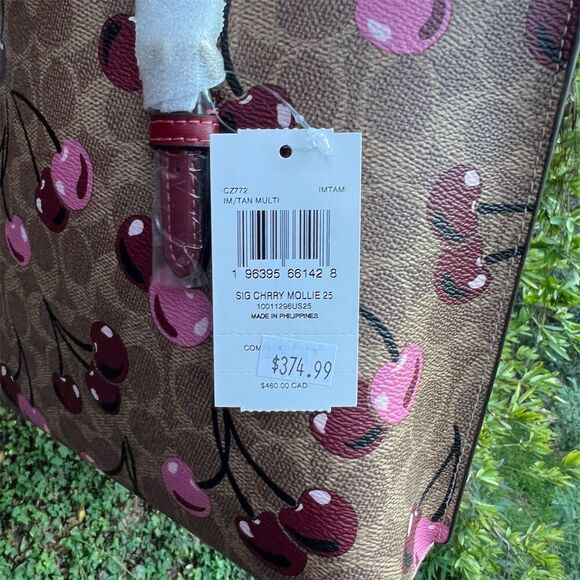 CZ772 IMTAM
IM/TAN MULTI
1 96395 66142 8
SIG CHRRY MOLLIE 25
10011296US25
MADE IN PHILIPPINES
$374.99
$460.00 CAD